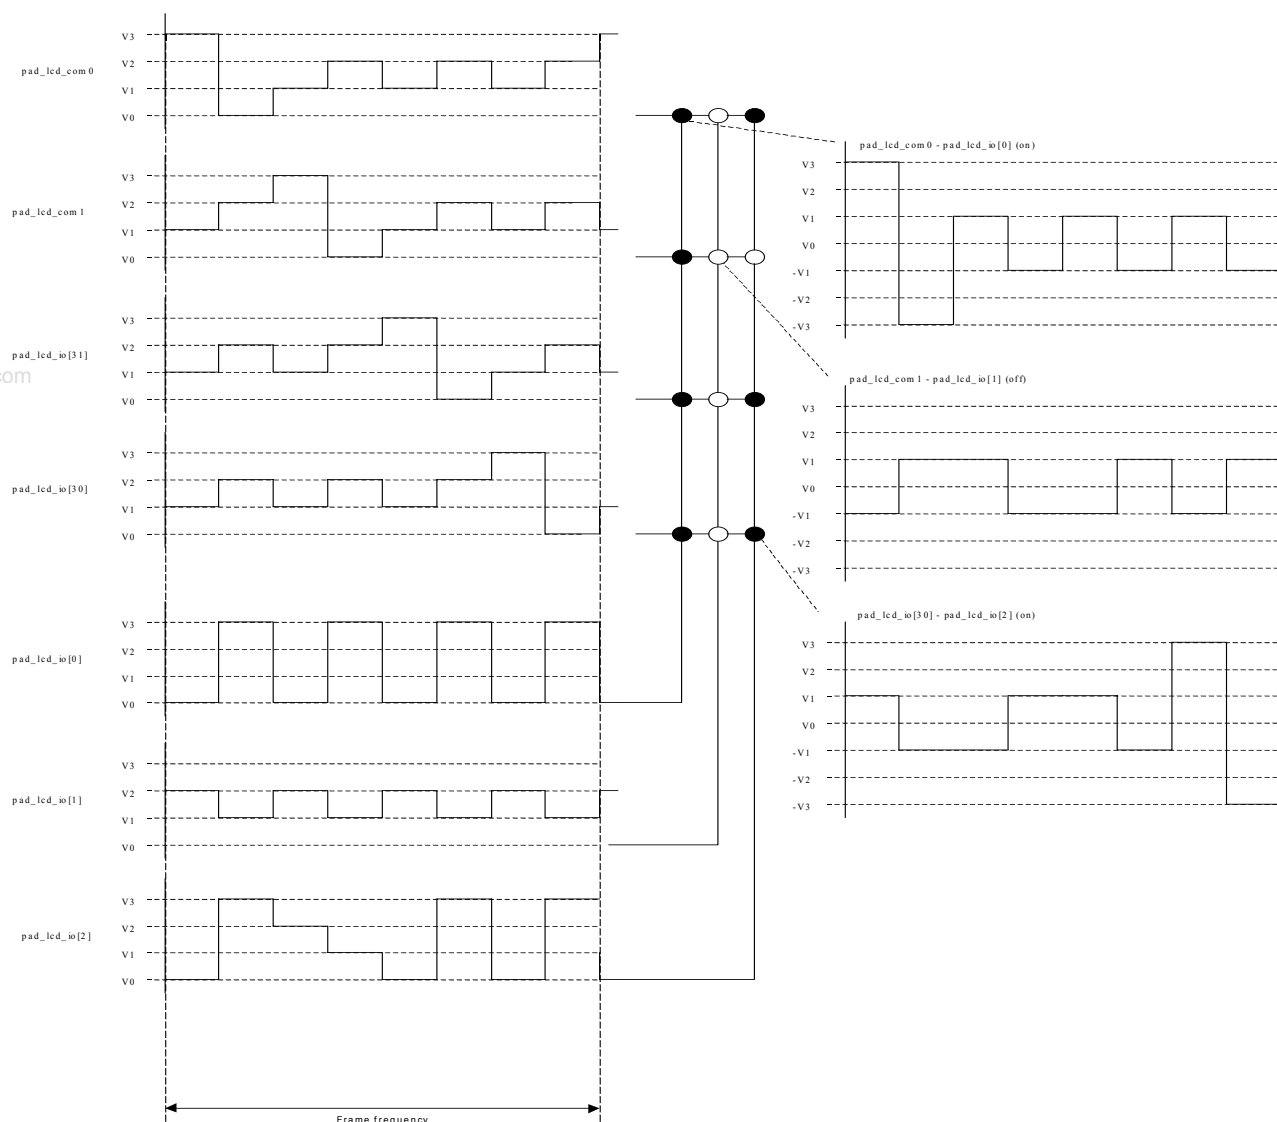 V3
V2
pad_lcd_com0
V1
V0
V3
V2
pad_lcd_com1
V1
V0
V3
V2
pad_lcd_io[31]
V1
com
V0
V3
V2
pad_lcd_io[30]
V1
V0
V3
V2
pad_lcd_io[0]
V1
V0
V3
V2
pad_lcd_io[1]
V1
V0
V3
V2
pad_lcd_io[2]
V1
V0
Frame frequency
pad_lcd_com0 - pad_lcd_io[0] (on)
V3
V2
V1
V0
-V1
-V2
-V3
pad_lcd_com1 - pad_lcd_io[1] (off)
V3
V2
V1
V0
-V1
-V2
-V3
pad_lcd_io[30] - pad_lcd_io[2] (on)
V3
V2
V1
V0
-V1
-V2
-V3